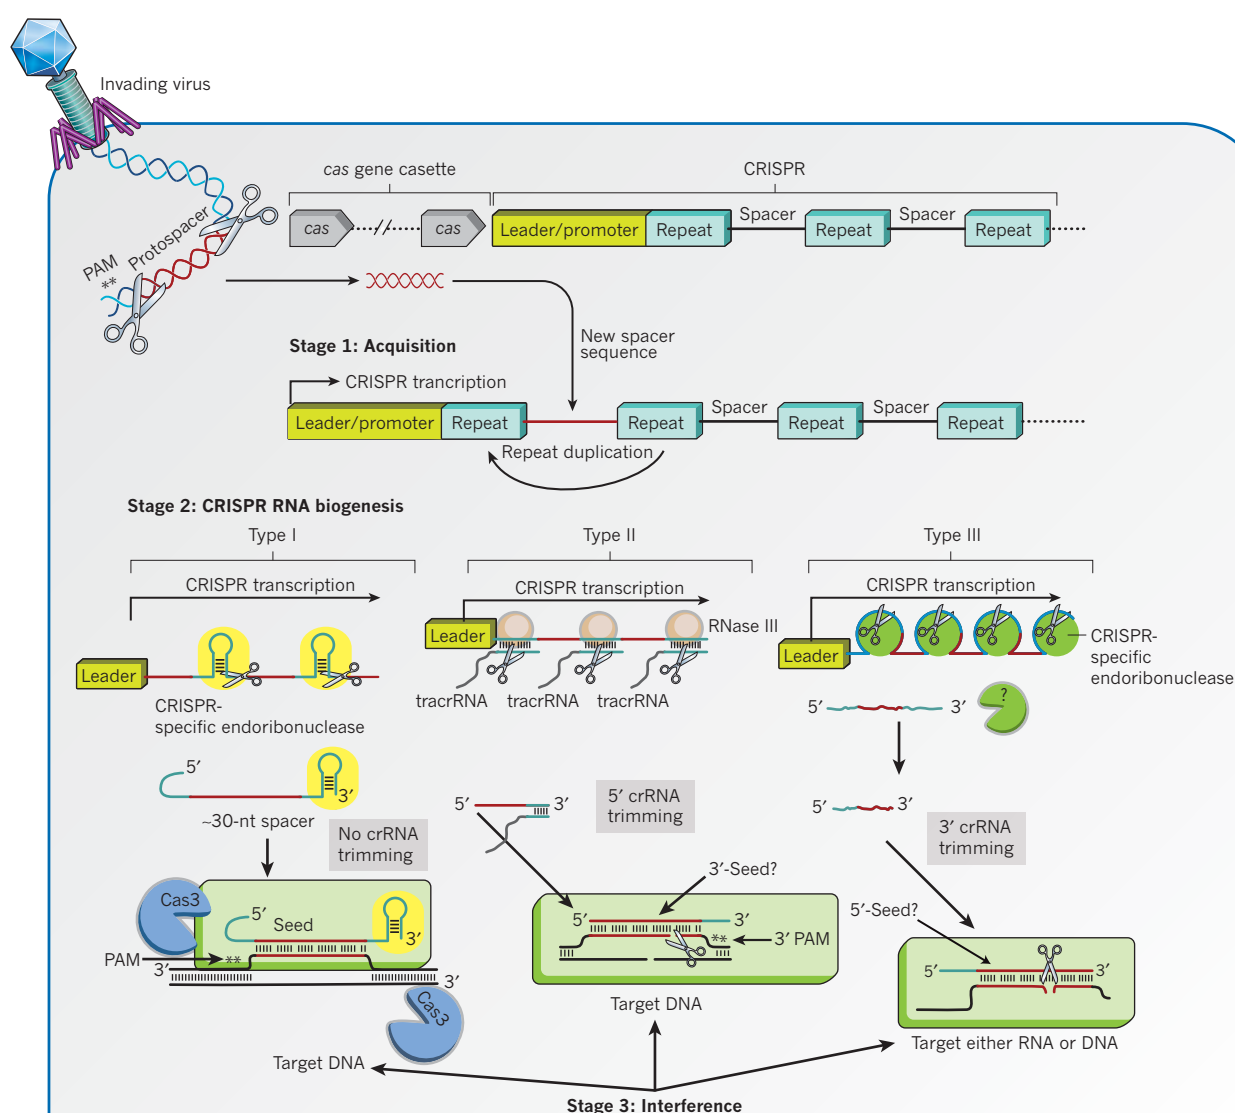 Invading virus
cas gene casette
CRISPR
Protospacer
PAM
**
cas
cas
Leader/promoter
Repeat
Spacer
Repeat
Spacer
Repeat
New spacer
sequence
Stage 1: Acquisition
CRISPR trancription
Leader/promoter
Repeat
Repeat
Spacer
Repeat
Spacer
Repeat
Repeat duplication
Stage 2: CRISPR RNA biogenesis
Type I
CRISPR transcription
Leader
CRISPR-
specific endoribonuclease
5′
3′
~30-nt spacer
No crRNA
trimming
Cas3
5′
Seed
3′
PAM
**
3′
3′
Cas3
Target DNA
Type II
CRISPR transcription
Leader
RNase III
tracrRNA
tracrRNA
tracrRNA
5′
3′
5′ crRNA
trimming
3′-Seed?
5′
3′
**
3′ PAM
Target DNA
Type III
CRISPR transcription
Leader
CRISPR-
specific
endoribonuclease
5′
3′
?
5′
3′
3′ crRNA
trimming
5′-Seed?
5′
3′
Target either RNA or DNA
Stage 3: Interference